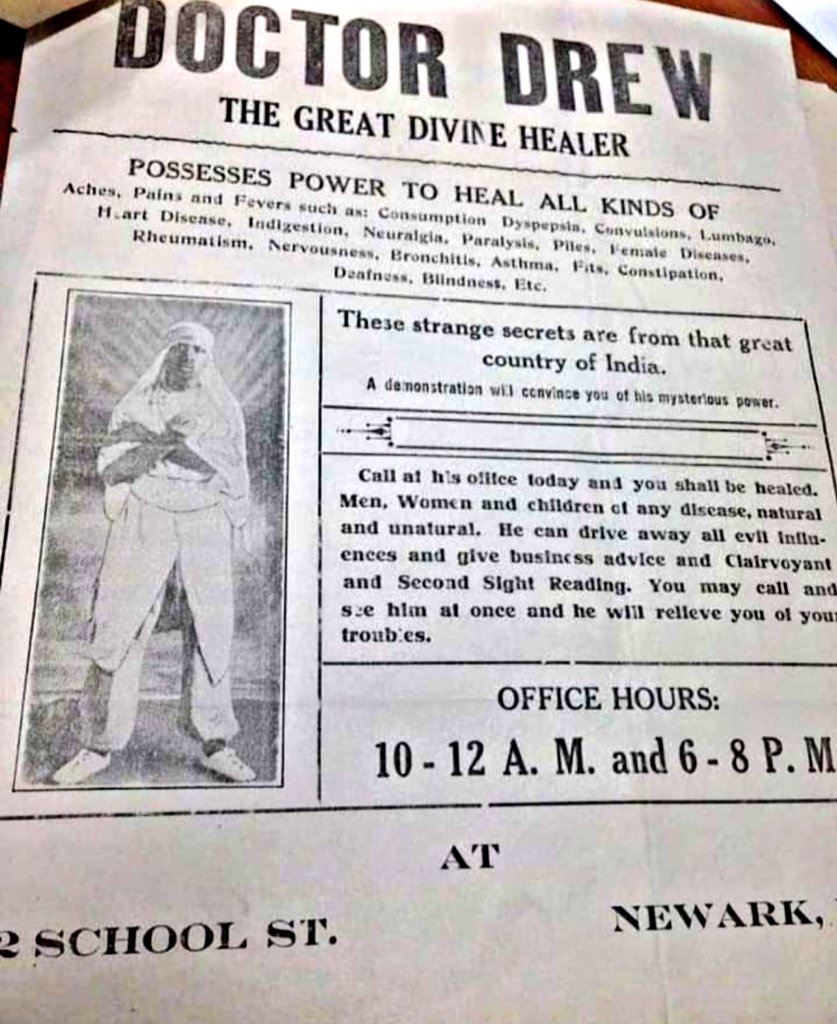 DOCTOR DREW
THE GREAT DIVINE HEALER
POSSESSES POWER TO HEAL ALL KINDS OF
Aches, Pains and Fevers such as: Consumption Dyspepsia, Convulsions, Lumbago,
Heart Disease, Indigestion, Neuralgia, Paralysis, Piles, Female Diseases,
Rheumatism, Nervousness, Bronchitis, Asthma, Fits, Constipation,
Deafness, Blindness, Etc.
These strange secrets are from that great
country of India.
A demonstration will convince you of his mysterious power.
Call at his office today and you shall be healed.
Men, Women and children of any disease, natural
and unnatural. He can drive away all evil influ-
ences and give business advice and Clairvoyant
and Second Sight Reading. You may call and
see him at once and he will relieve you of your
troubles.
OFFICE HOURS:
10 - 12 A. M. and 6 - 8 P. M
AT
2 SCHOOL ST.
NEWARK,